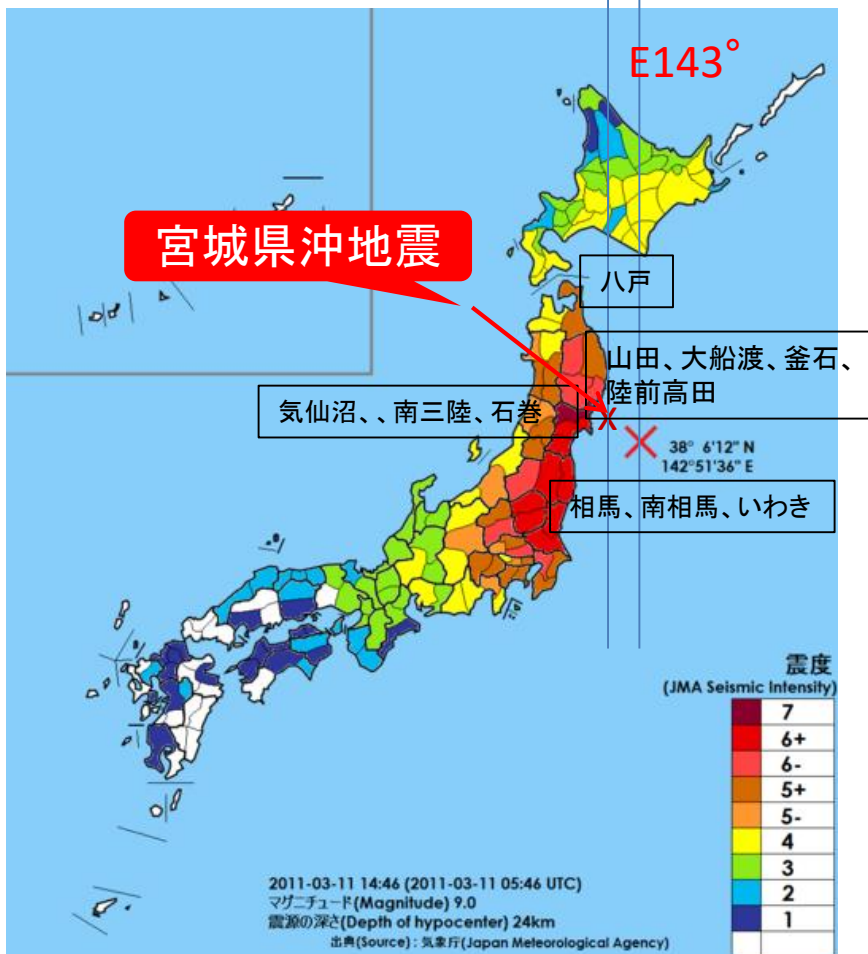 E143°
宮城県沖地震
八戸
山田、大船渡、釜石、
陸前高田
気仙沼、、南三陸、石巻
38° 6'12" N
142°51'36" E
相馬、南相馬、いわき
震度
(JMA Seismic Intensity)
7
6+
6-
5+
5-
4
3
2
1
2011-03-11 14:46 (2011-03-11 05:46 UTC)
マグニチュード(Magnitude) 9.0
震源の深さ(Depth of hypocenter) 24km
出典(Source) : 気象庁(Japan Meteorological Agency)